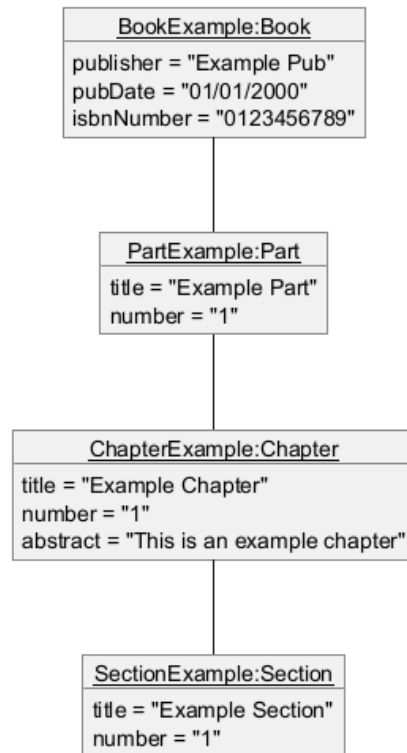 BookExample:Book
publisher = "Example Pub"
pubDate = "01/01/2000"
isbnNumber = "0123456789"
PartExample:Part
title = "Example Part"
number = "1"
ChapterExample:Chapter
title = "Example Chapter"
number = "1"
abstract = "This is an example chapter"
SectionExample:Section
title = "Example Section"
number = "1"